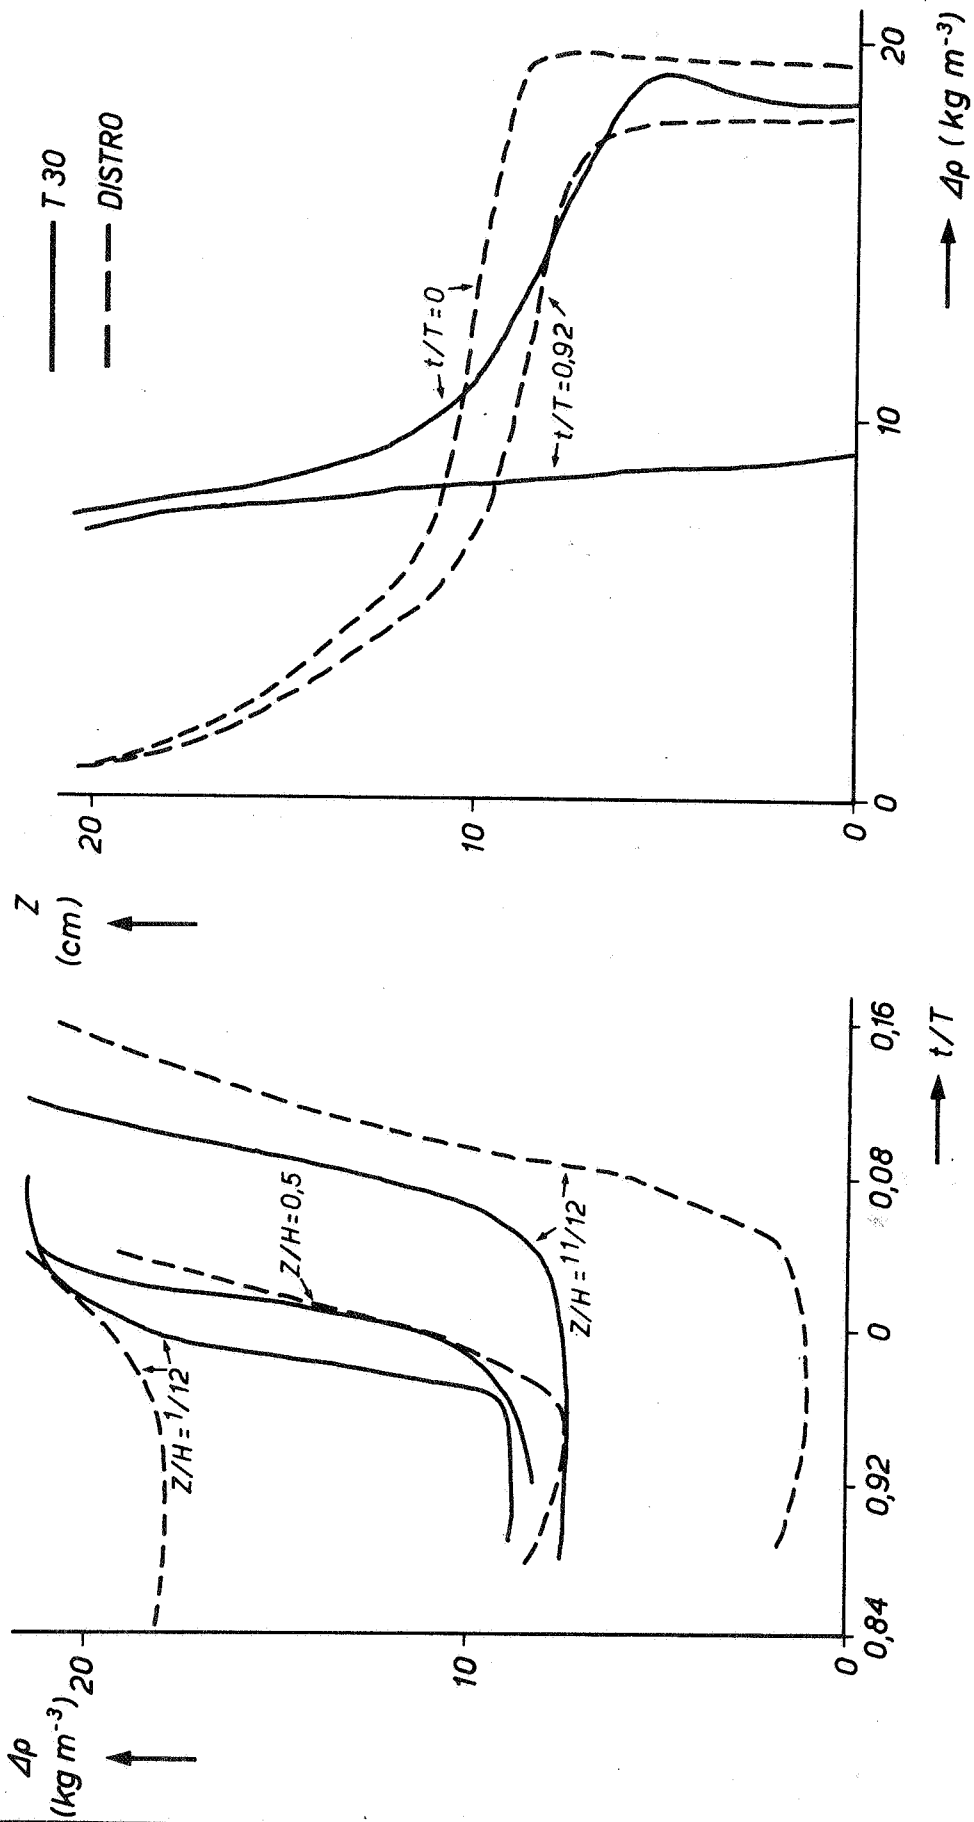 Δρ
(kg m⁻³)
20
10
0
0,84
0,92
0
0,08
0,16
t/T
Z/H = 1/12
Z/H = 0,5
Z/H = 11/12
Z
(cm)
20
10
0
0
10
20
Δρ (kg m⁻³)
t/T = 0
t/T = 0,92
T 30
DISTRO